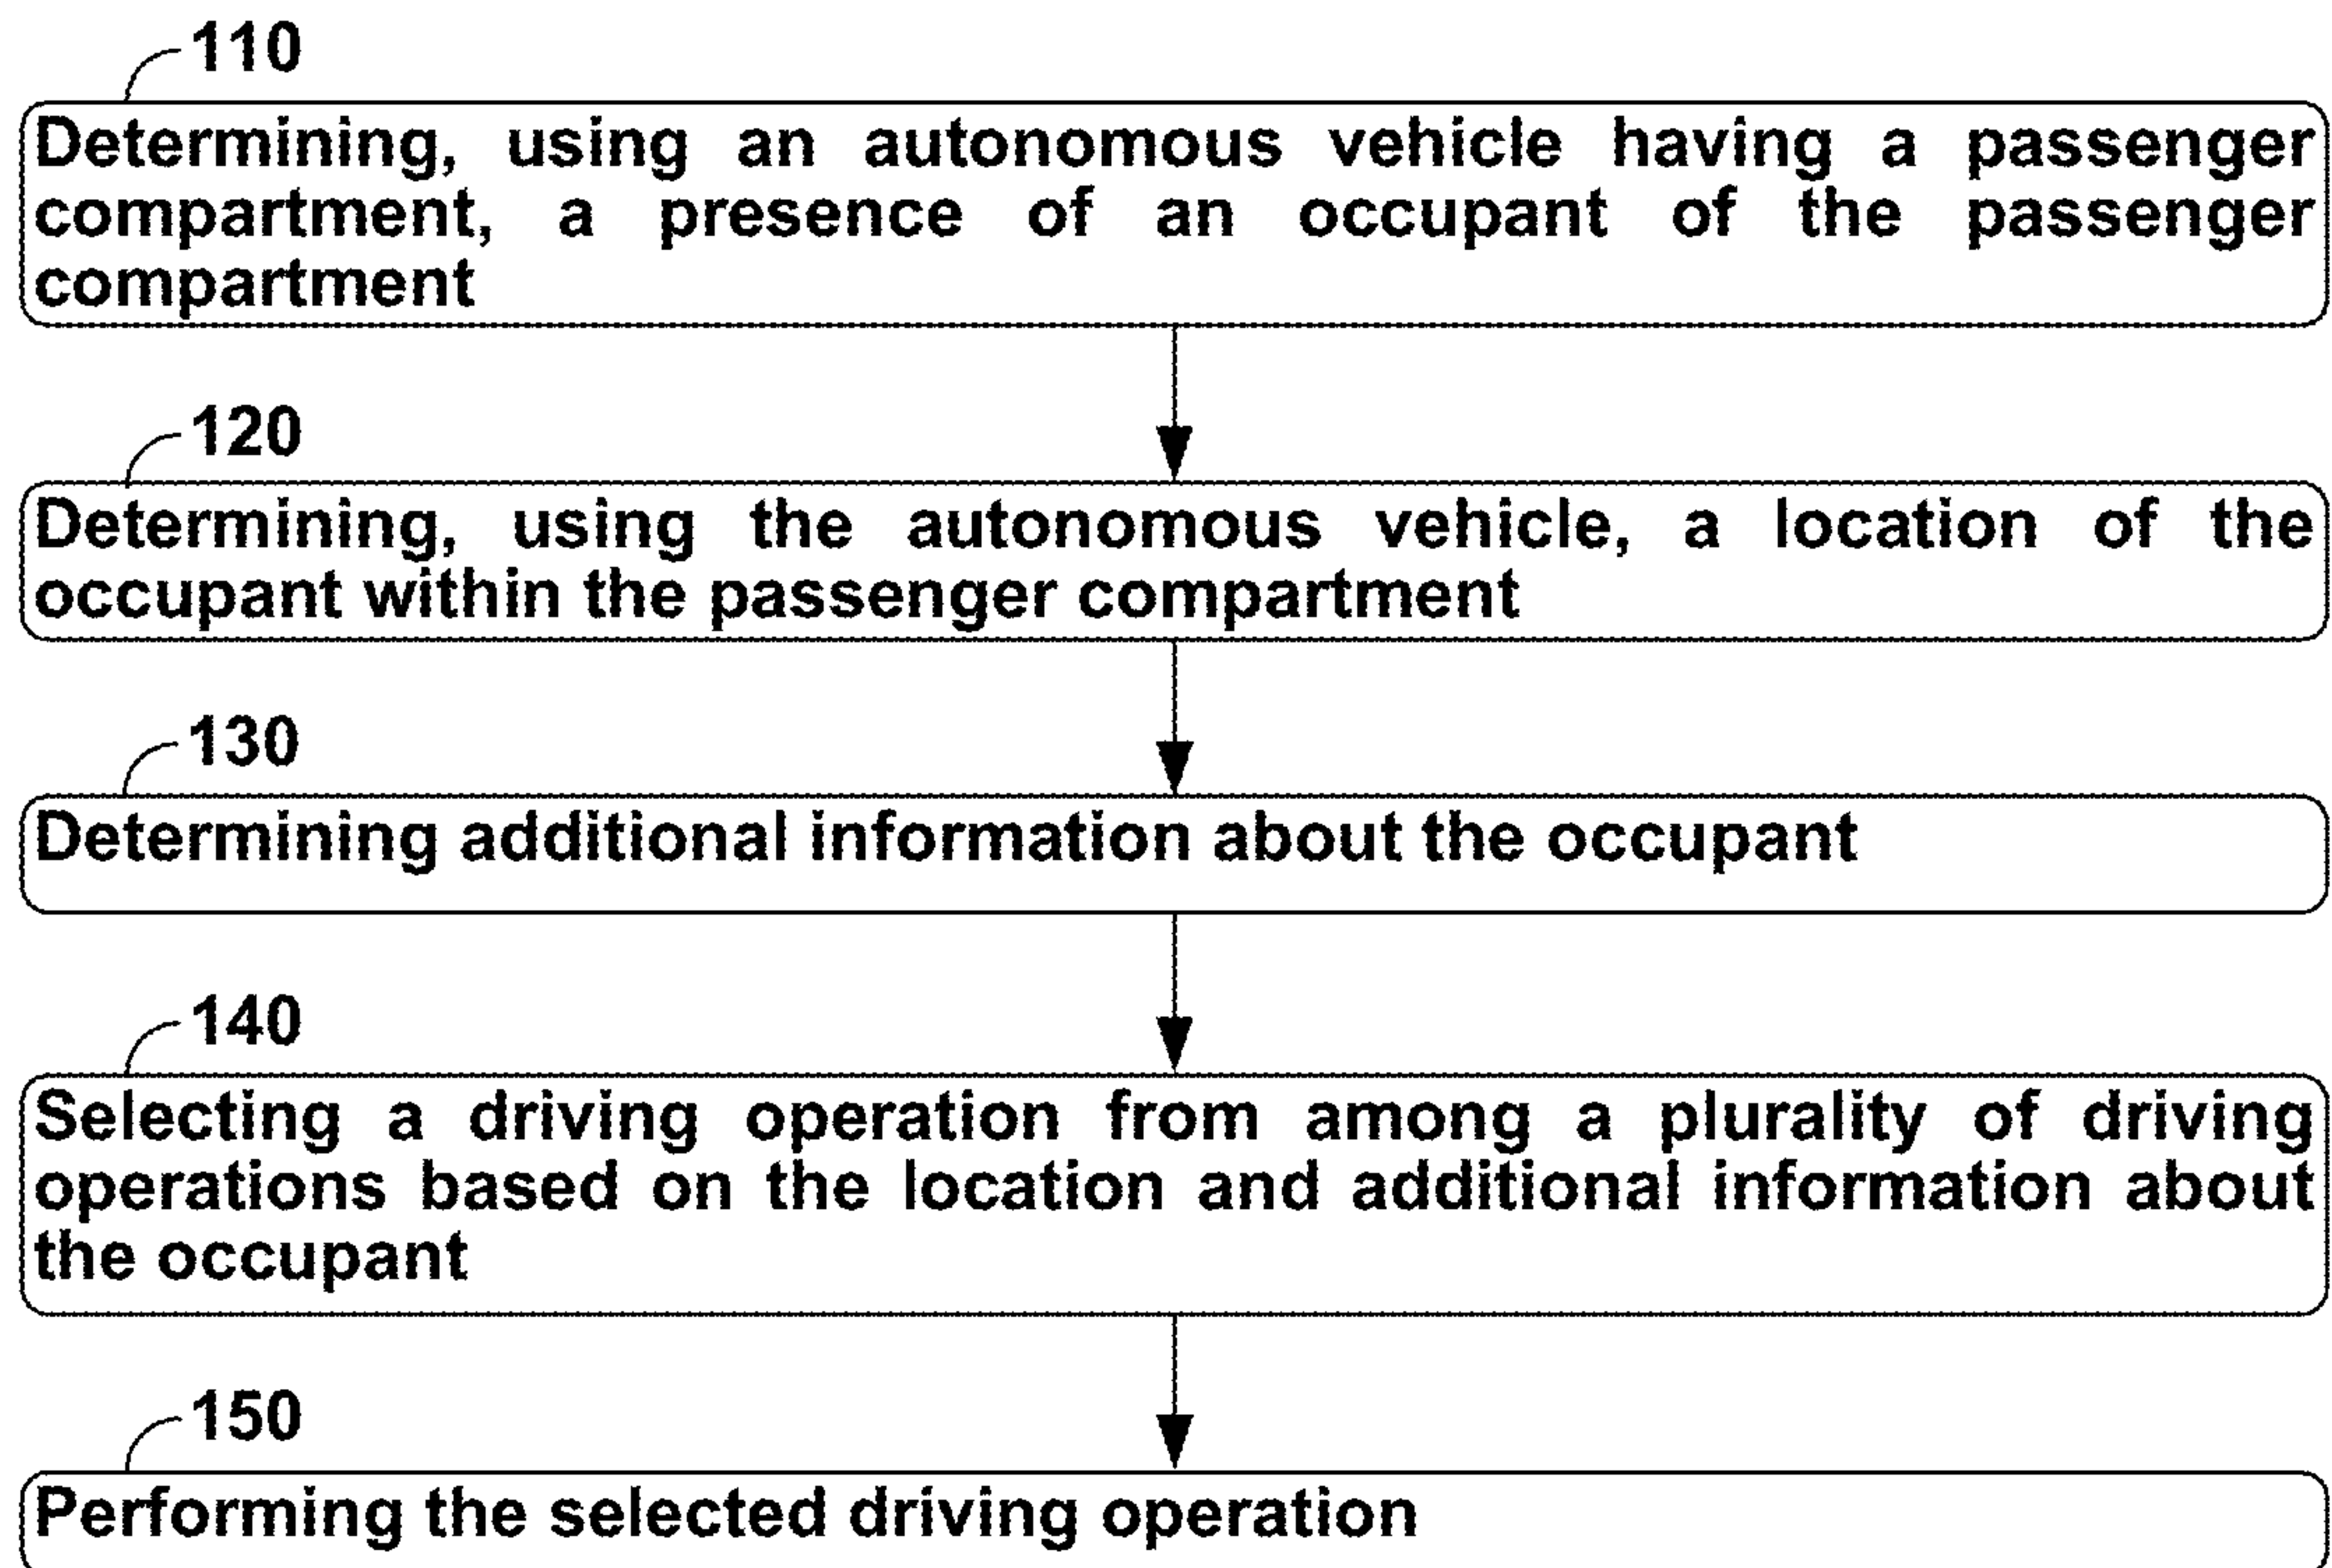 110
Determining, using an autonomous vehicle having a passenger
compartment, a presence of an occupant of the passenger
compartment
120
Determining, using the autonomous vehicle, a location of the
occupant within the passenger compartment
130
Determining additional information about the occupant
140
Selecting a driving operation from among a plurality of driving
operations based on the location and additional information about
the occupant
150
Performing the selected driving operation